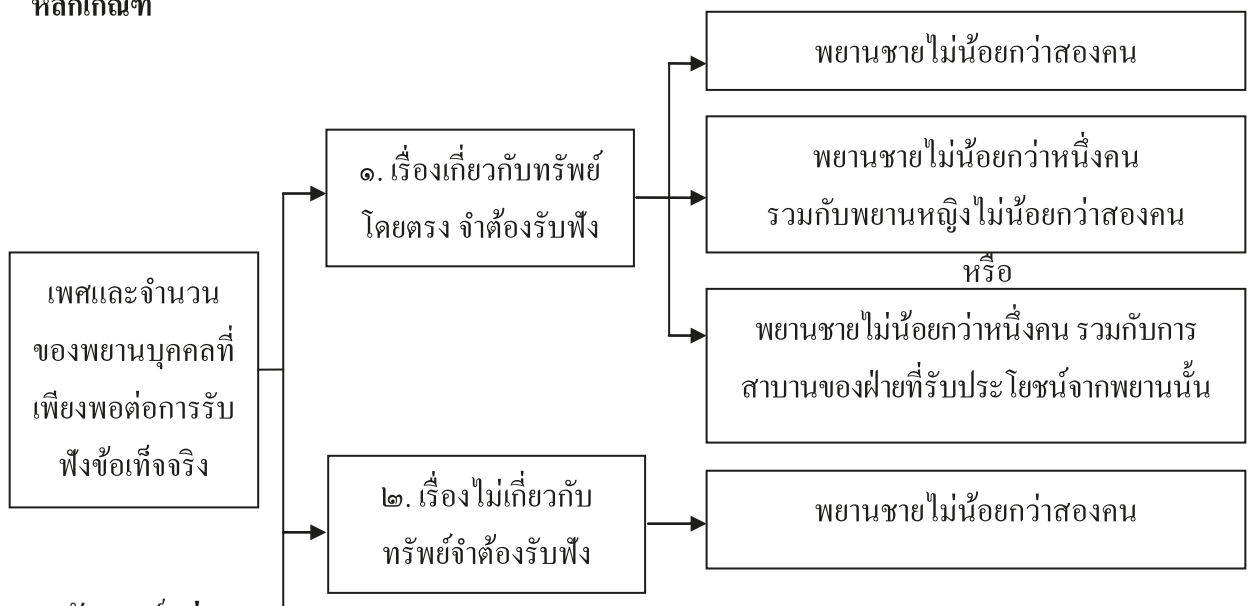 หลักเกณฑ์
เพศและจำนวน
ของพยานบุคคลที่
เพียงพอต่อการรับ
ฟังข้อเท็จจริง
๑. เรื่องเกี่ยวกับทรัพย์
โดยตรง จำต้องรับฟัง
พยานชายไม่น้อยกว่าสองคน
พยานชายไม่น้อยกว่าหนึ่งคน
รวมกับพยานหญิงไม่น้อยกว่าสองคน
หรือ
พยานชายไม่น้อยกว่าหนึ่งคน รวมกับการ
สาบานของฝ่ายที่รับประโยชน์จากพยานนั้น
๒. เรื่องไม่เกี่ยวกับ
ทรัพย์จำต้องรับฟัง
พยานชายไม่น้อยกว่าสองคน